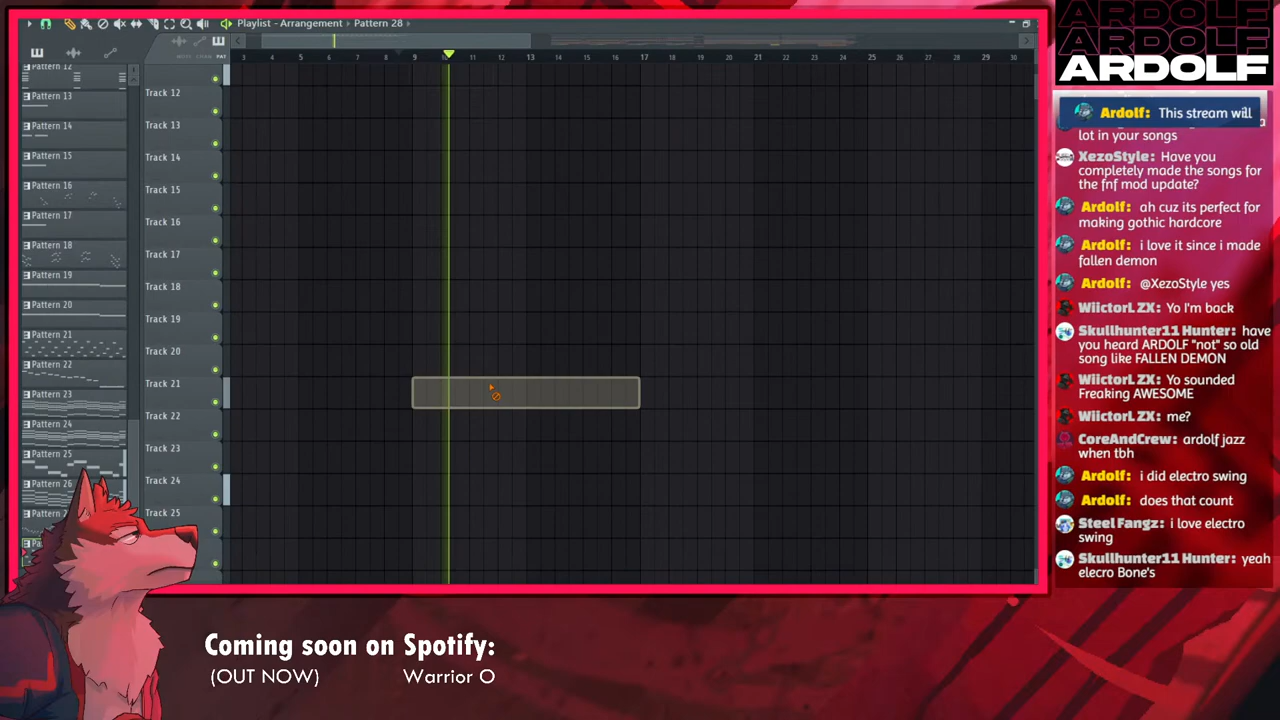 Playlist - Arrangement › Pattern 28 ›
3 5 6 7 8 9 10 11 12 13 14 15 16 17 18 19 20 21 22 23 24 25 26 27 28 29 30
Pattern 12
Pattern 13
Pattern 14
Pattern 15
Pattern 16
Pattern 17
Pattern 18
Pattern 19
Pattern 20
Pattern 21
Pattern 22
Pattern 23
Pattern 24
Pattern 25
Pattern 26
Track 12
Track 13
Track 14
Track 15
Track 16
Track 17
Track 18
Track 19
Track 20
Track 21
Track 22
Track 23
Track 24
Track 25
ARDOLF
ARDOLF
ARDOLF
Ardolf: This stream will
lot in your songs
XezoStyle: Have you
completely made the songs for
the fnf mod update?
Ardolf: ah cuz its perfect for
making gothic hardcore
Ardolf: i love it since i made
fallen demon
Ardolf: @XezoStyle yes
WiictorL ZX: Yo I'm back
Skullhunter11 Hunter: have
you heard ARDOLF "not" so old
song like FALLEN DEMON
WiictorL ZX: Yo sounded
Freaking AWESOME
WiictorL ZX: me?
CoreAndCrew: ardolf jazz
when tbh
Ardolf: i did electro swing
Ardolf: does that count
Steel Fangz: i love electro
swing
Skullhunter11 Hunter: yeah
elecro Bone's
Coming soon on Spotify:
(OUT NOW) Warrior O